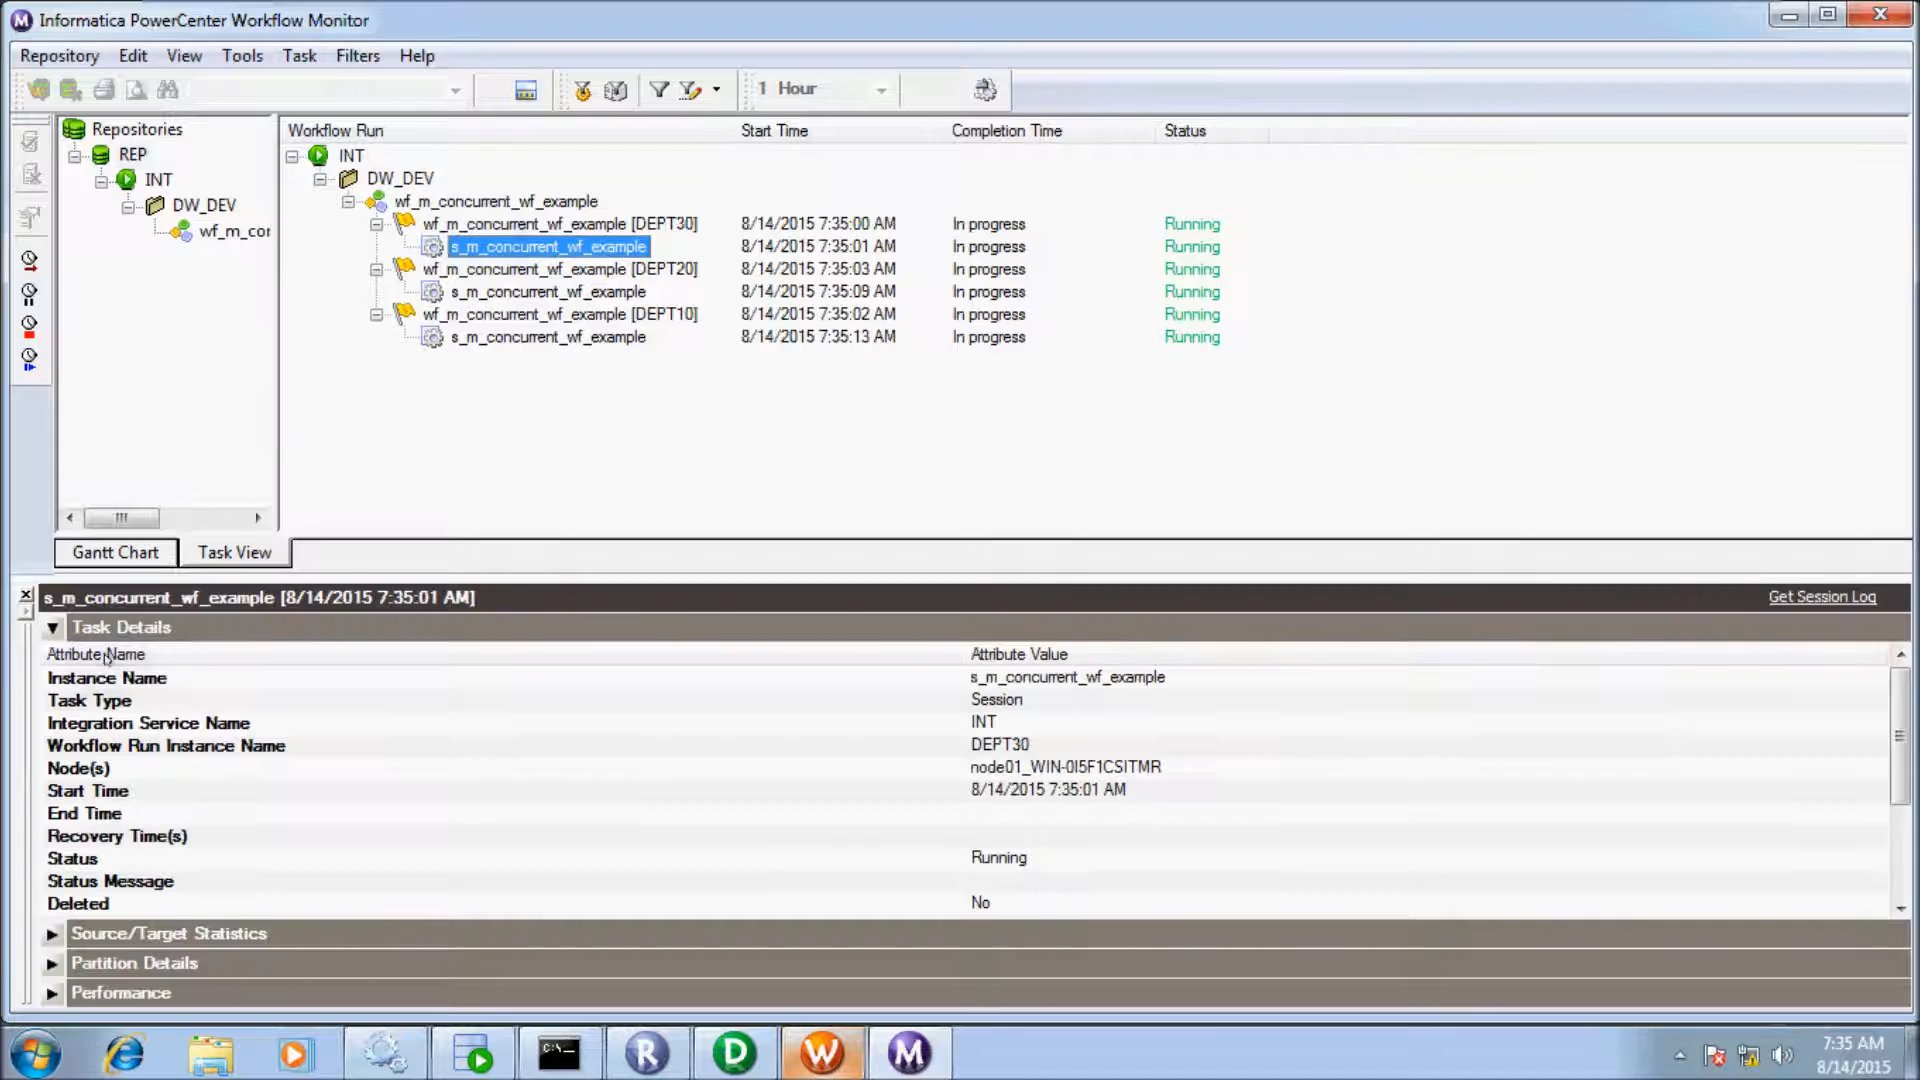 Informatica PowerCenter Workflow Monitor
Repository Edit View Tools Task Filters Help
1 Hour
Repositories
REP
INT
DW_DEV
wf_m_cor
Workflow Run Start Time Completion Time Status
INT
DW_DEV
wf_m_concurrent_wf_example
wf_m_concurrent_wf_example [DEPT30] 8/14/2015 7:35:00 AM In progress Running
s_m_concurrent_wf_example 8/14/2015 7:35:01 AM In progress Running
wf_m_concurrent_wf_example [DEPT20] 8/14/2015 7:35:03 AM In progress Running
s_m_concurrent_wf_example 8/14/2015 7:35:09 AM In progress Running
wf_m_concurrent_wf_example [DEPT10] 8/14/2015 7:35:02 AM In progress Running
s_m_concurrent_wf_example 8/14/2015 7:35:13 AM In progress Running
Gantt Chart Task View
s_m_concurrent_wf_example [8/14/2015 7:35:01 AM] Get Session Log
Task Details
Attribute Name Attribute Value
Instance Name s_m_concurrent_wf_example
Task Type Session
Integration Service Name INT
Workflow Run Instance Name DEPT30
Node(s) node01_WIN-0I5F1CSITMR
Start Time 8/14/2015 7:35:01 AM
End Time
Recovery Time(s)
Status Running
Status Message
Deleted No
Source/Target Statistics
Partition Details
Performance
C:\.
R D W M
7:35 AM
8/14/2015